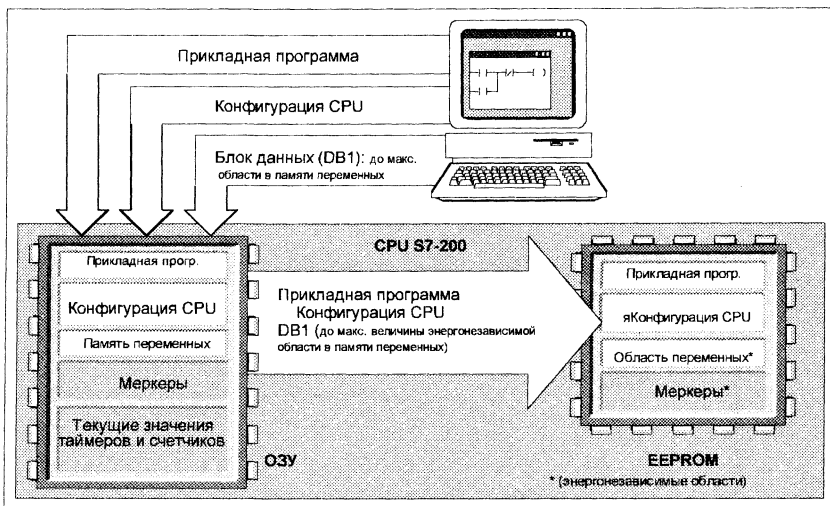 Прикладная программа
Конфигурация CPU
Блок данных (DB1): до макс.
области в памяти переменных
CPU S7-200
Прикладная прогр.
Конфигурация CPU
Память переменных
Меркеры
Текущие значения
таймеров и счетчиков
ОЗУ
Прикладная программа
Конфигурация CPU
DB1 (до макс. величины энергонезависимой
области в памяти переменных)
Прикладная прогр.
яКонфигурация CPU
Область переменных*
Меркеры*
EEPROM
* (энергонезависимые области)